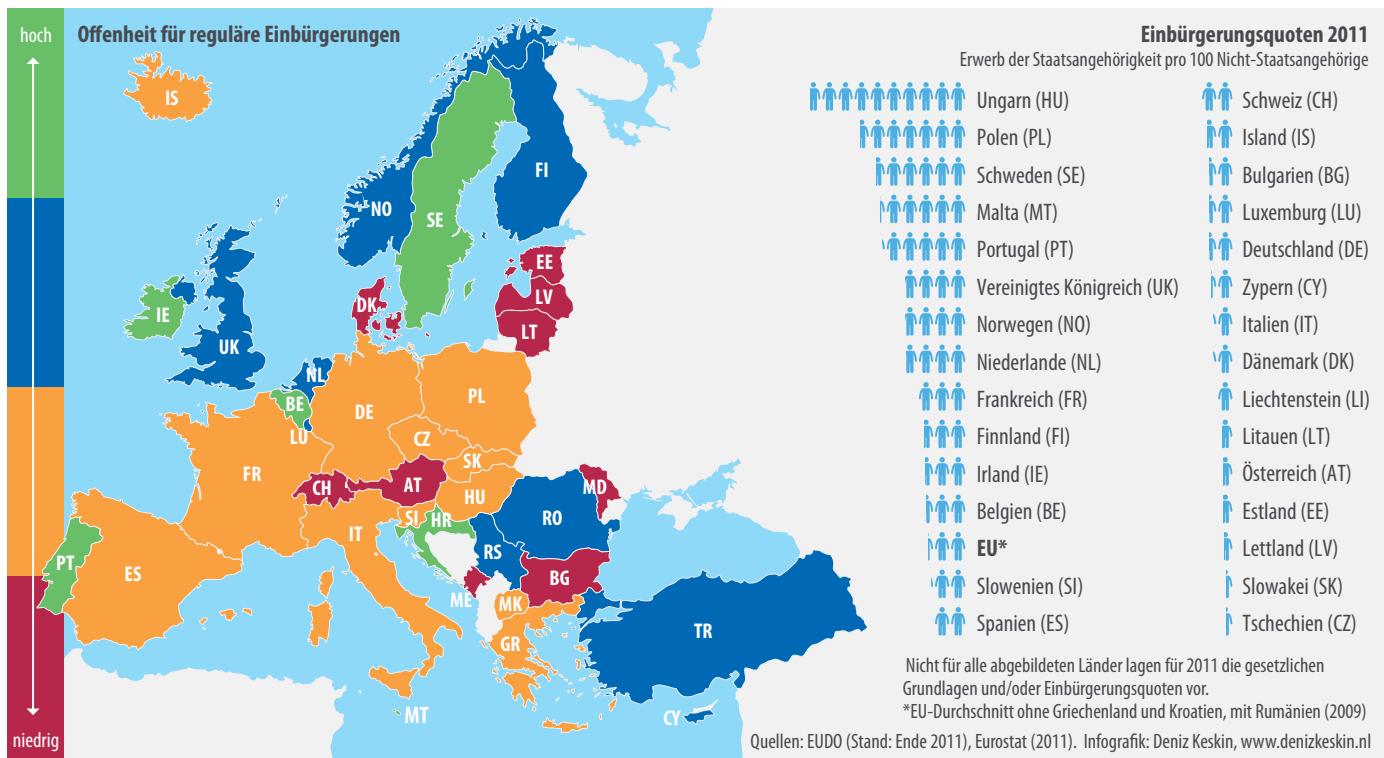 hoch
Offenheit für reguläre Einbürgerungen
Einbürgerungsquoten 2011
Erwerb der Staatsangehörigkeit pro 100 Nicht-Staatsangehörige
IS
FI
NO
SE
EE
LV
LT
DK
IE
UK
NL
BE
LU
DE
PL
CZ
SK
FR
CH
AT
HU
MD
SI
HR
RO
IT
RS
PT
ES
BG
ME
MK
GR
TR
MT
CY
niedrig
Ungarn (HU)
Polen (PL)
Schweden (SE)
Malta (MT)
Portugal (PT)
Vereinigtes Königreich (UK)
Norwegen (NO)
Niederlande (NL)
Frankreich (FR)
Finnland (FI)
Irland (IE)
Belgien (BE)
EU*
Slowenien (SI)
Spanien (ES)
Schweiz (CH)
Island (IS)
Bulgarien (BG)
Luxemburg (LU)
Deutschland (DE)
Zypern (CY)
Italien (IT)
Dänemark (DK)
Liechtenstein (LI)
Litauen (LT)
Österreich (AT)
Estland (EE)
Lettland (LV)
Slowakei (SK)
Tschechien (CZ)
Nicht für alle abgebildeten Länder lagen für 2011 die gesetzlichen
Grundlagen und/oder Einbürgerungsquoten vor.
*EU-Durchschnitt ohne Griechenland und Kroatien, mit Rumänien (2009)
Quellen: EUDO (Stand: Ende 2011), Eurostat (2011). Infografik: Deniz Keskin, www.denizkeskin.nl